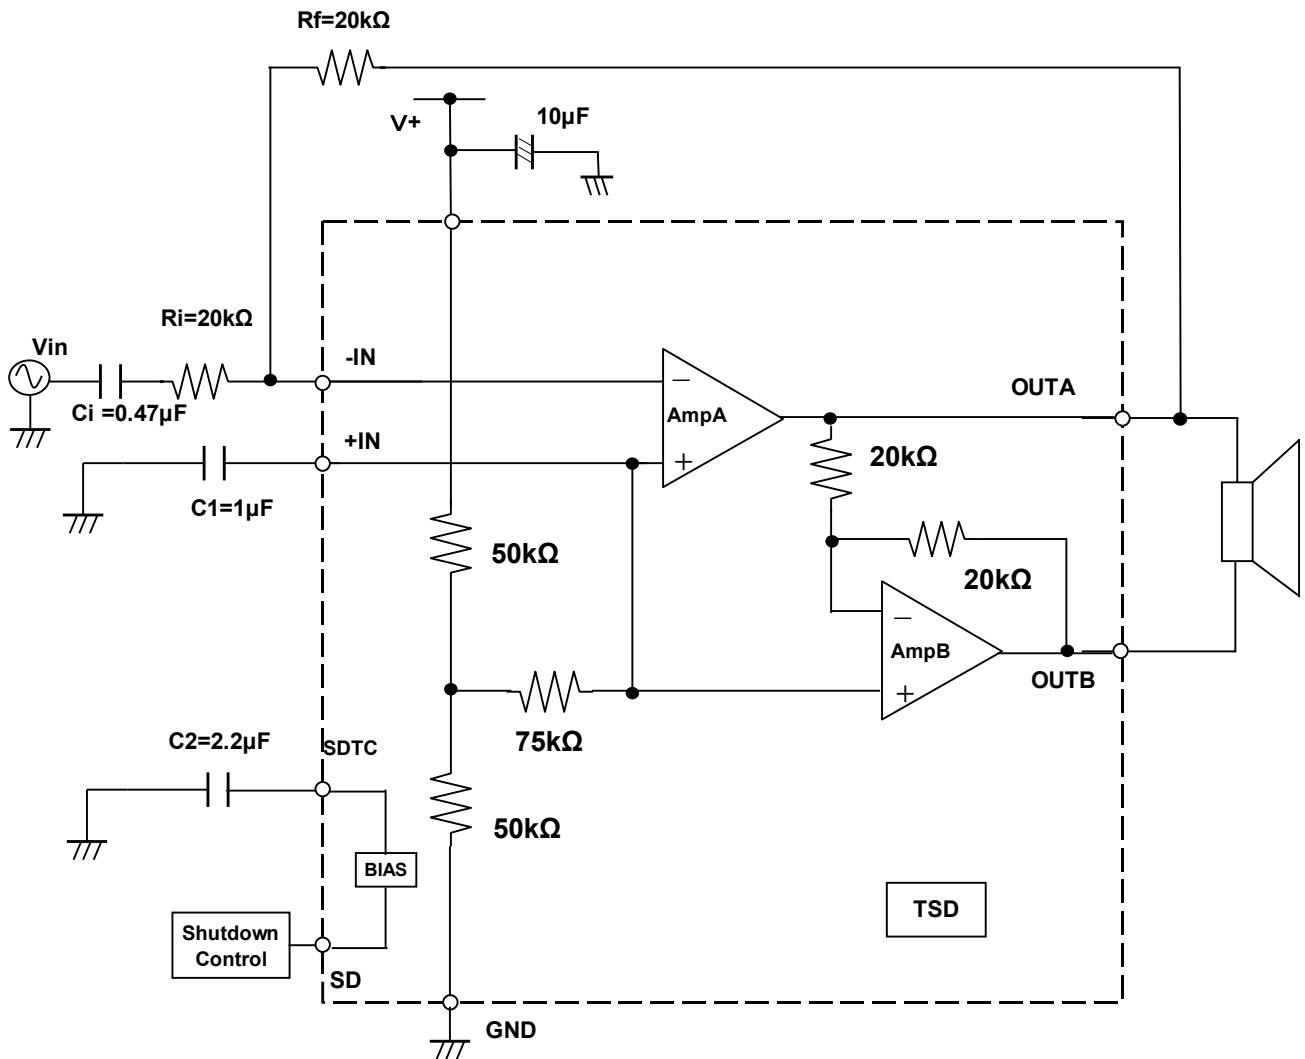 Rf=20kΩ
V+
10µF
Ri=20kΩ
Vin
-IN
Ci =0.47µF
AmpA
OUTA
+IN
20kΩ
C1=1µF
50kΩ
20kΩ
AmpB
OUTB
75kΩ
C2=2.2µF
SDTC
50kΩ
BIAS
TSD
Shutdown
Control
SD
GND